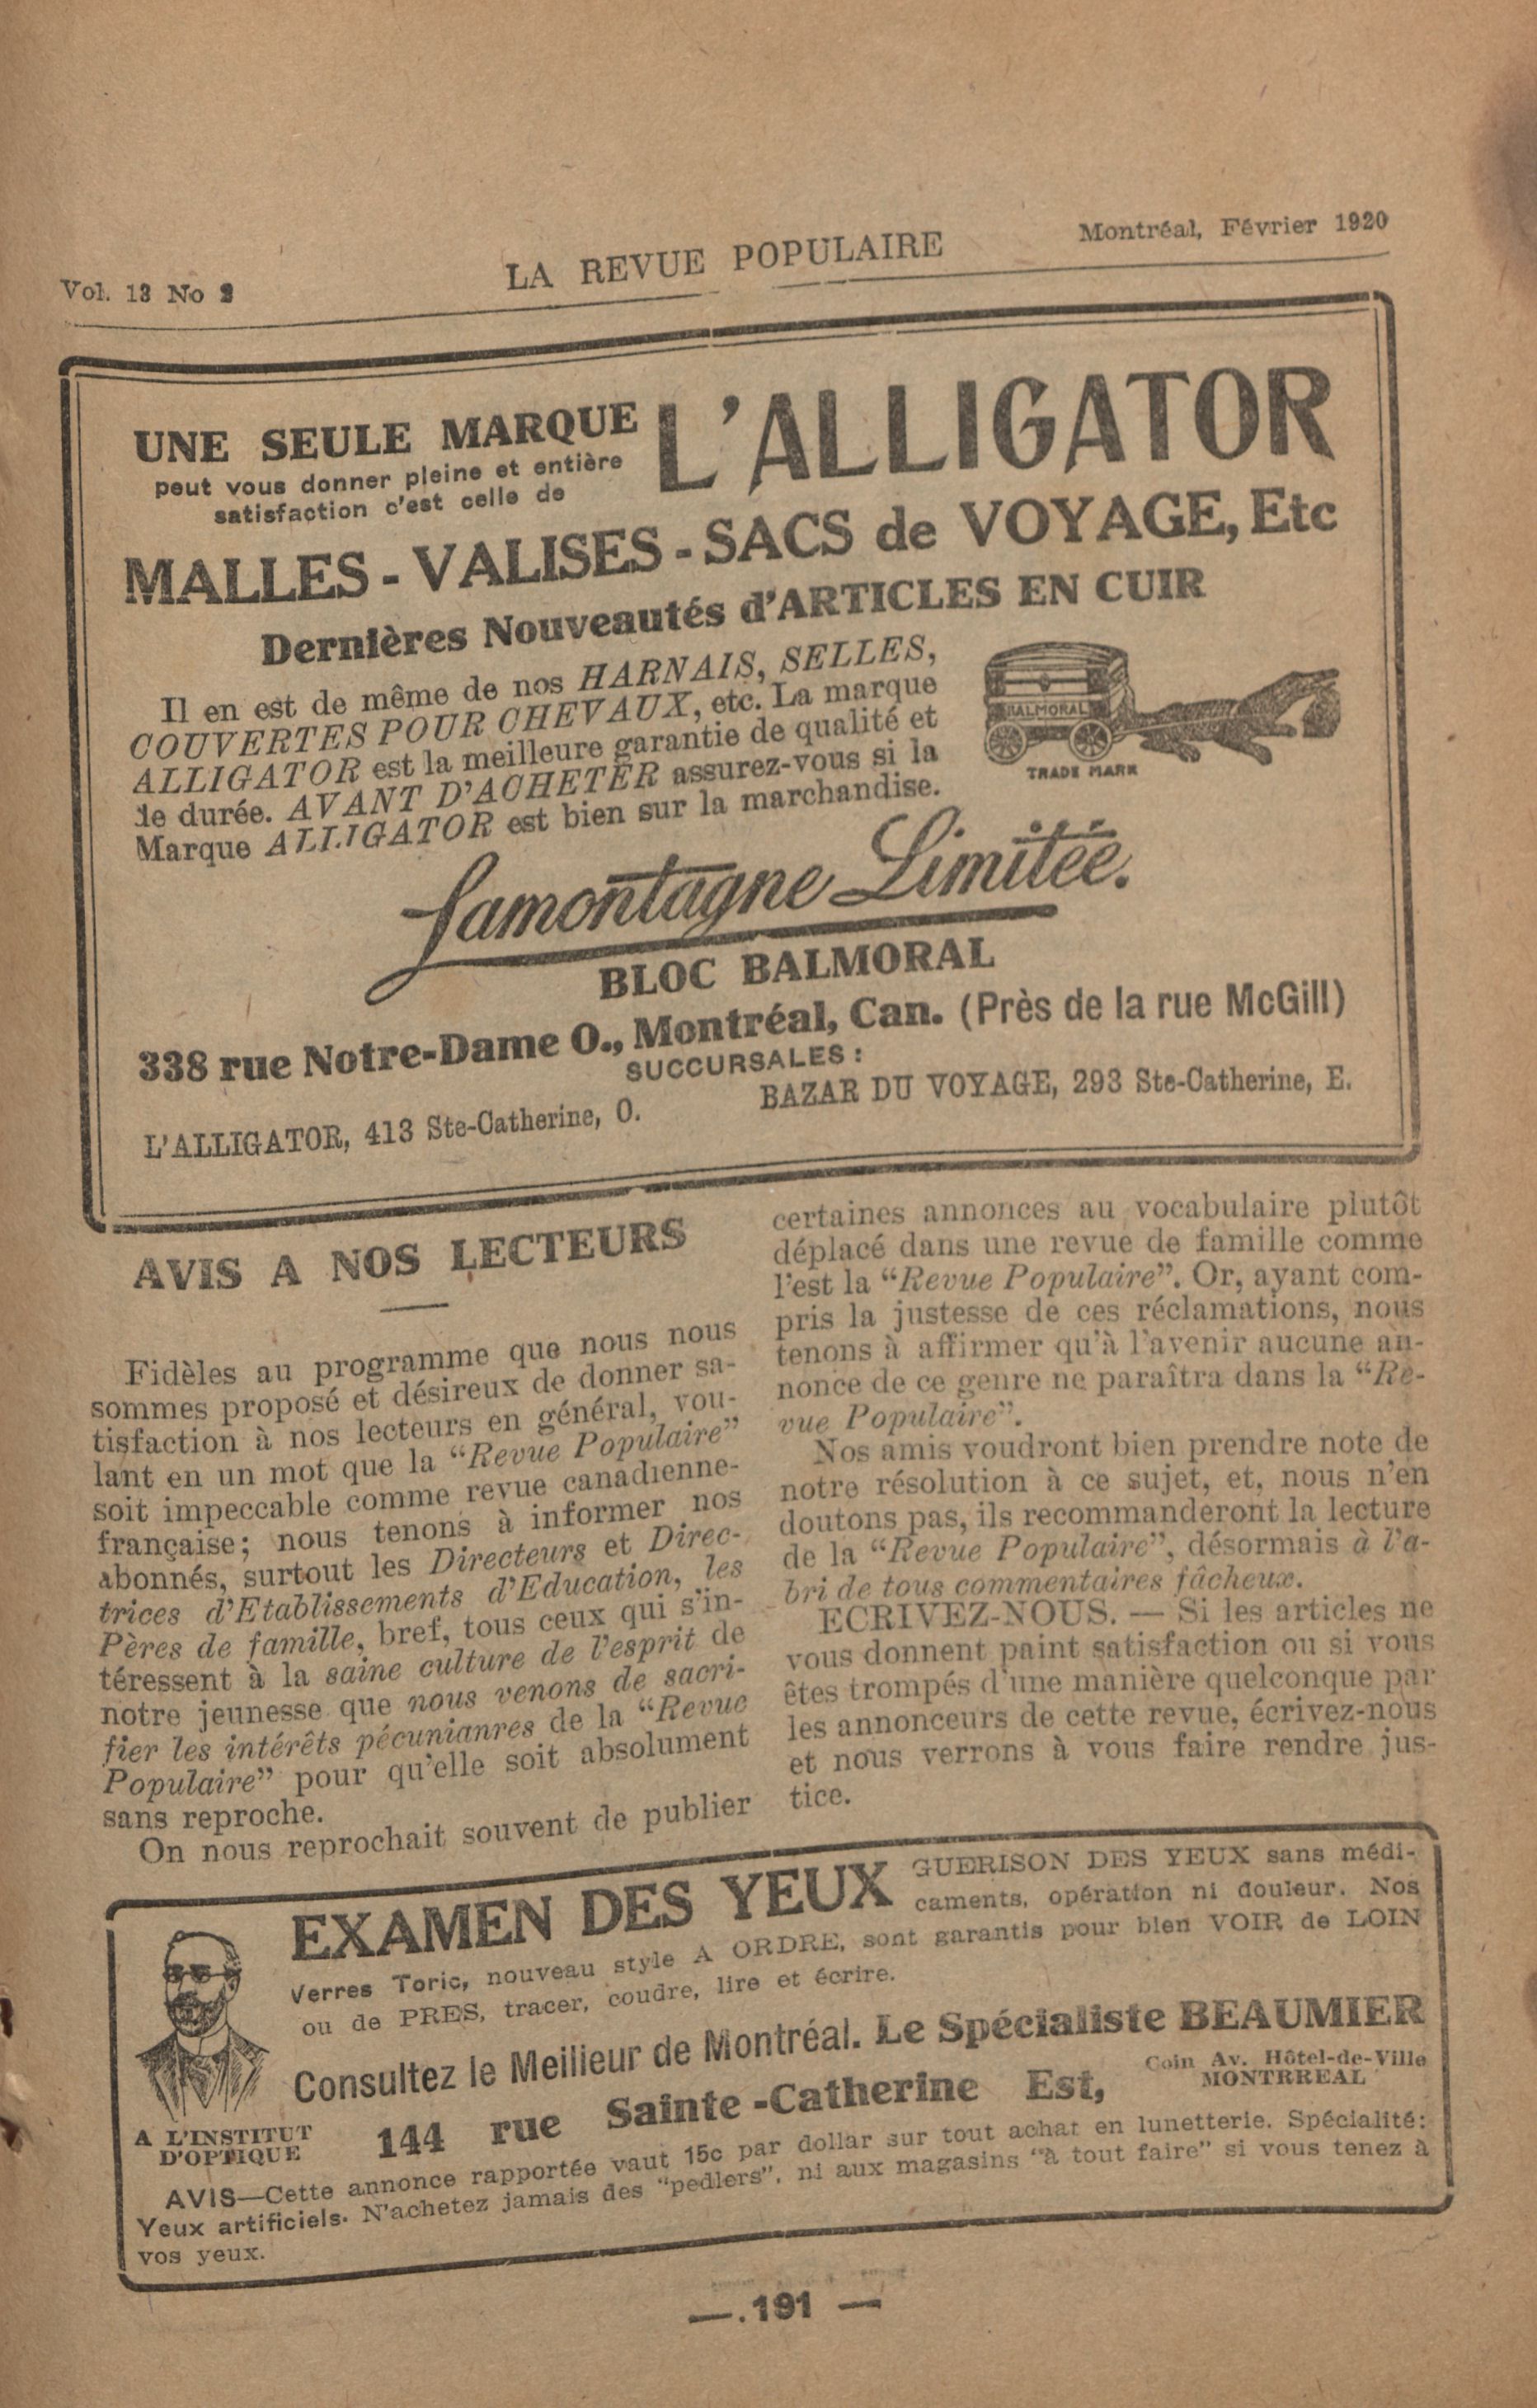 Vol. 13 No 2
LA REVUE POPULAIRE
Montréal, Février 1920
UNE SEULE MARQUE
peut vous donner pleine et entière
satisfaction c'est celle de
L'ALLIGATOR
MALLES - VALISES - SACS de VOYAGE, Etc
Dernières Nouveautés d'ARTICLES EN CUIR
Il en est de même de nos HARNAIS, SELLES,
COUVERTES POUR CHEVAUX, etc. La marque
ALLIGATOR est la meilleure garantie de qualité et
de durée. AVANT D'ACHETER assurez-vous si la
Marque ALLIGATOR est bien sur la marchandise.
BALMORAL
TRADE MARK
Lamontagne Limitée.
BLOC BALMORAL
338 rue Notre-Dame O., Montréal, Can. (Près de la rue McGill)
SUCCURSALES :
L'ALLIGATOR, 413 Ste-Catherine, O.
BAZAR DU VOYAGE, 293 Ste-Catherine, E.
AVIS A NOS LECTEURS
Fidèles au programme que nous nous
sommes proposé et désireux de donner sa-
tisfaction à nos lecteurs en général, vou-
lant en un mot que la "Revue Populaire"
soit impeccable comme revue canadienne-
française; nous tenons à informer nos
abonnés, surtout les Directeurs et Direc-
trices d'Etablissements d'Education, les
Pères de famille, bref, tous ceux qui s'in-
téressent à la saine culture de l'esprit de
notre jeunesse que nous venons de sacri-
fier les intérêts pécunianres de la "Revue
Populaire" pour qu'elle soit absolument
sans reproche.
On nous reprochait souvent de publier
certaines annonces au vocabulaire plutôt
déplacé dans une revue de famille comme
l'est la "Revue Populaire". Or, ayant com-
pris la justesse de ces réclamations, nous
tenons à affirmer qu'à l'avenir aucune an-
nonce de ce genre ne paraîtra dans la "Re-
vue Populaire".
Nos amis voudront bien prendre note de
notre résolution à ce sujet, et, nous n'en
doutons pas, ils recommanderont la lecture
de la "Revue Populaire", désormais à l'a-
bri de tous commentaires fâcheux.
ECRIVEZ-NOUS. — Si les articles ne
vous donnent paint satisfaction ou si vous
êtes trompés d'une manière quelconque par
les annonceurs de cette revue, écrivez-nous
et nous verrons à vous faire rendre jus-
tice.
EXAMEN DES YEUX GUERISON DES YEUX sans médi-
caments, opération ni douleur. Nos
Verres Toric, nouveau style A ORDRE, sont garantis pour bien VOIR de LOIN
ou de PRES, tracer, coudre, lire et écrire.
Consultez le Meilleur de Montréal. Le Spécialiste BEAUMIER
A L'INSTITUT
D'OPTIQUE
144 rue Sainte-Catherine Est,
Coin Av. Hôtel-de-Ville
MONTRREAL
AVIS—Cette annonce rapportée vaut 15c par dollar sur tout achat en lunetterie. Spécialité:
Yeux artificiels. N'achetez jamais des "pedlers", ni aux magasins "à tout faire" si vous tenez à
vos yeux.
—. 191 —